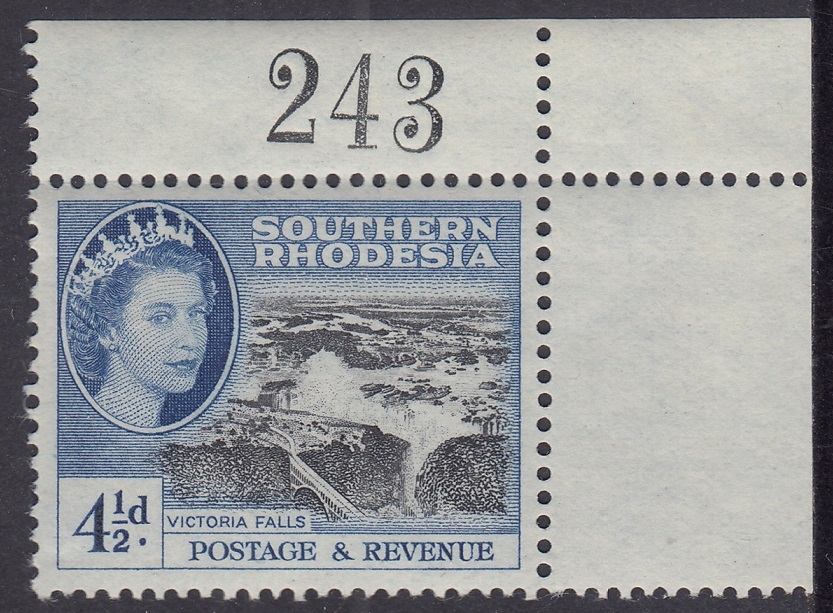 243
SOUTHERN
RHODESIA
4½d.
VICTORIA FALLS
POSTAGE & REVENUE